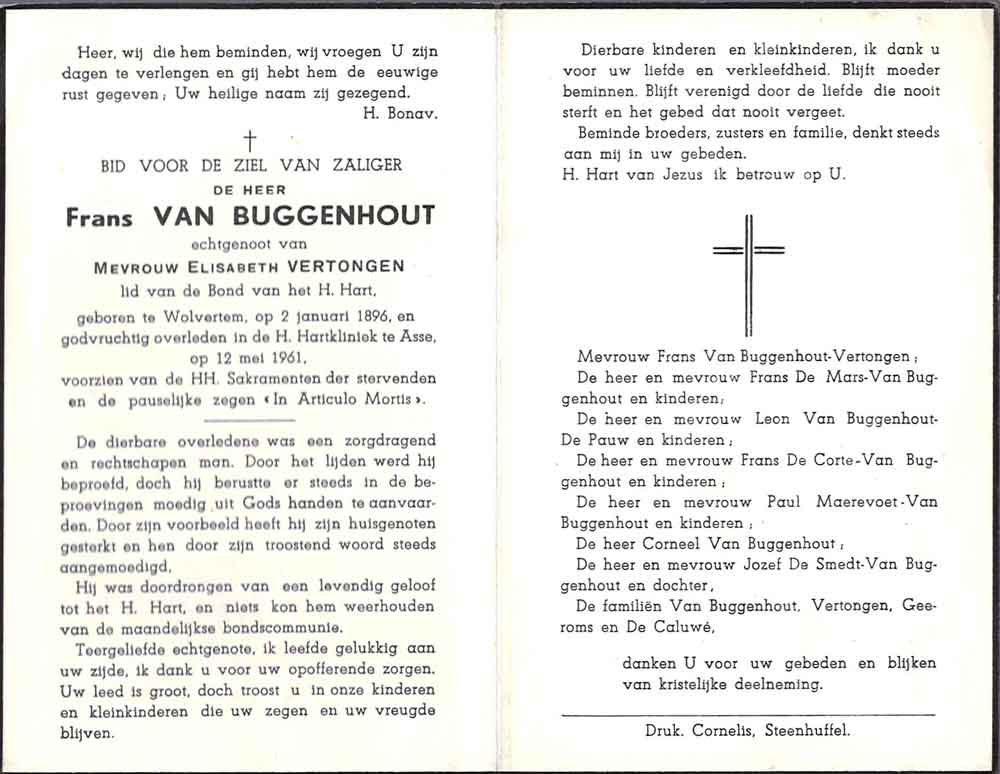 Heer, wij die hem beminden, wij vroegen U zijn
dagen te verlengen en gij hebt hem de eeuwige
rust gegeven; Uw heilige naam zij gezegend.
H. Bonav.
BID VOOR DE ZIEL VAN ZALIGER
DE HEER
Frans VAN BUGGENHOUT
echtgenoot van
MEVROUW ELISABETH VERTONGEN
lid van de Bond van het H. Hart,
geboren te Wolvertem, op 2 januari 1896, en
godvruchtig overleden in de H. Hartkliniek te Asse,
op 12 mei 1961,
voorzien van de HH. Sakramenten der stervenden
en de pauselijke zegen «In Articulo Mortis».
De dierbare overledene was een zorgdragend
en rechtschapen man. Door het lijden werd hij
beproefd, doch hij berustte er steeds in de be-
proevingen moedig uit Gods handen te aanvaar-
den. Door zijn voorbeeld heeft hij zijn huisgenoten
gesterkt en hen door zijn troostend woord steeds
aangemoedigd,
Hij was doordrongen van een levendig geloof
tot het H. Hart, en niets kon hem weerhouden
van de maandelijkse bondscommunie.
Teergeliefde echtgenote, ik leefde gelukkig aan
uw zijde, ik dank u voor uw opofferende zorgen.
Uw leed is groot, doch troost u in onze kinderen
en kleinkinderen die uw zegen en uw vreugde
blijven.
Dierbare kinderen en kleinkinderen, ik dank u
voor uw liefde en verkleefdheid. Blijft moeder
beminnen. Blijft verenigd door de liefde die nooit
sterft en het gebed dat nooit vergeet.
Beminde broeders, zusters en familie, denkt steeds
aan mij in uw gebeden.
H. Hart van Jezus ik betrouw op U.
Mevrouw Frans Van Buggenhout-Vertongen;
De heer en mevrouw Frans De Mars-Van Bug-
genhout en kinderen;
De heer en mevrouw Leon Van Buggenhout-
De Pauw en kinderen;
De heer en mevrouw Frans De Corte-Van Bug-
genhout en kinderen;
De heer en mevrouw Paul Maerevoet-Van
Buggenhout en kinderen;
De heer Corneel Van Buggenhout;
De heer en mevrouw Jozef De Smedt-Van Bug-
genhout en dochter,
De familiën Van Buggenhout, Vertongen, Gee-
roms en De Caluwé,
danken U voor uw gebeden en blijken
van kristelijke deelneming.
Druk. Cornelis, Steenhuffel.